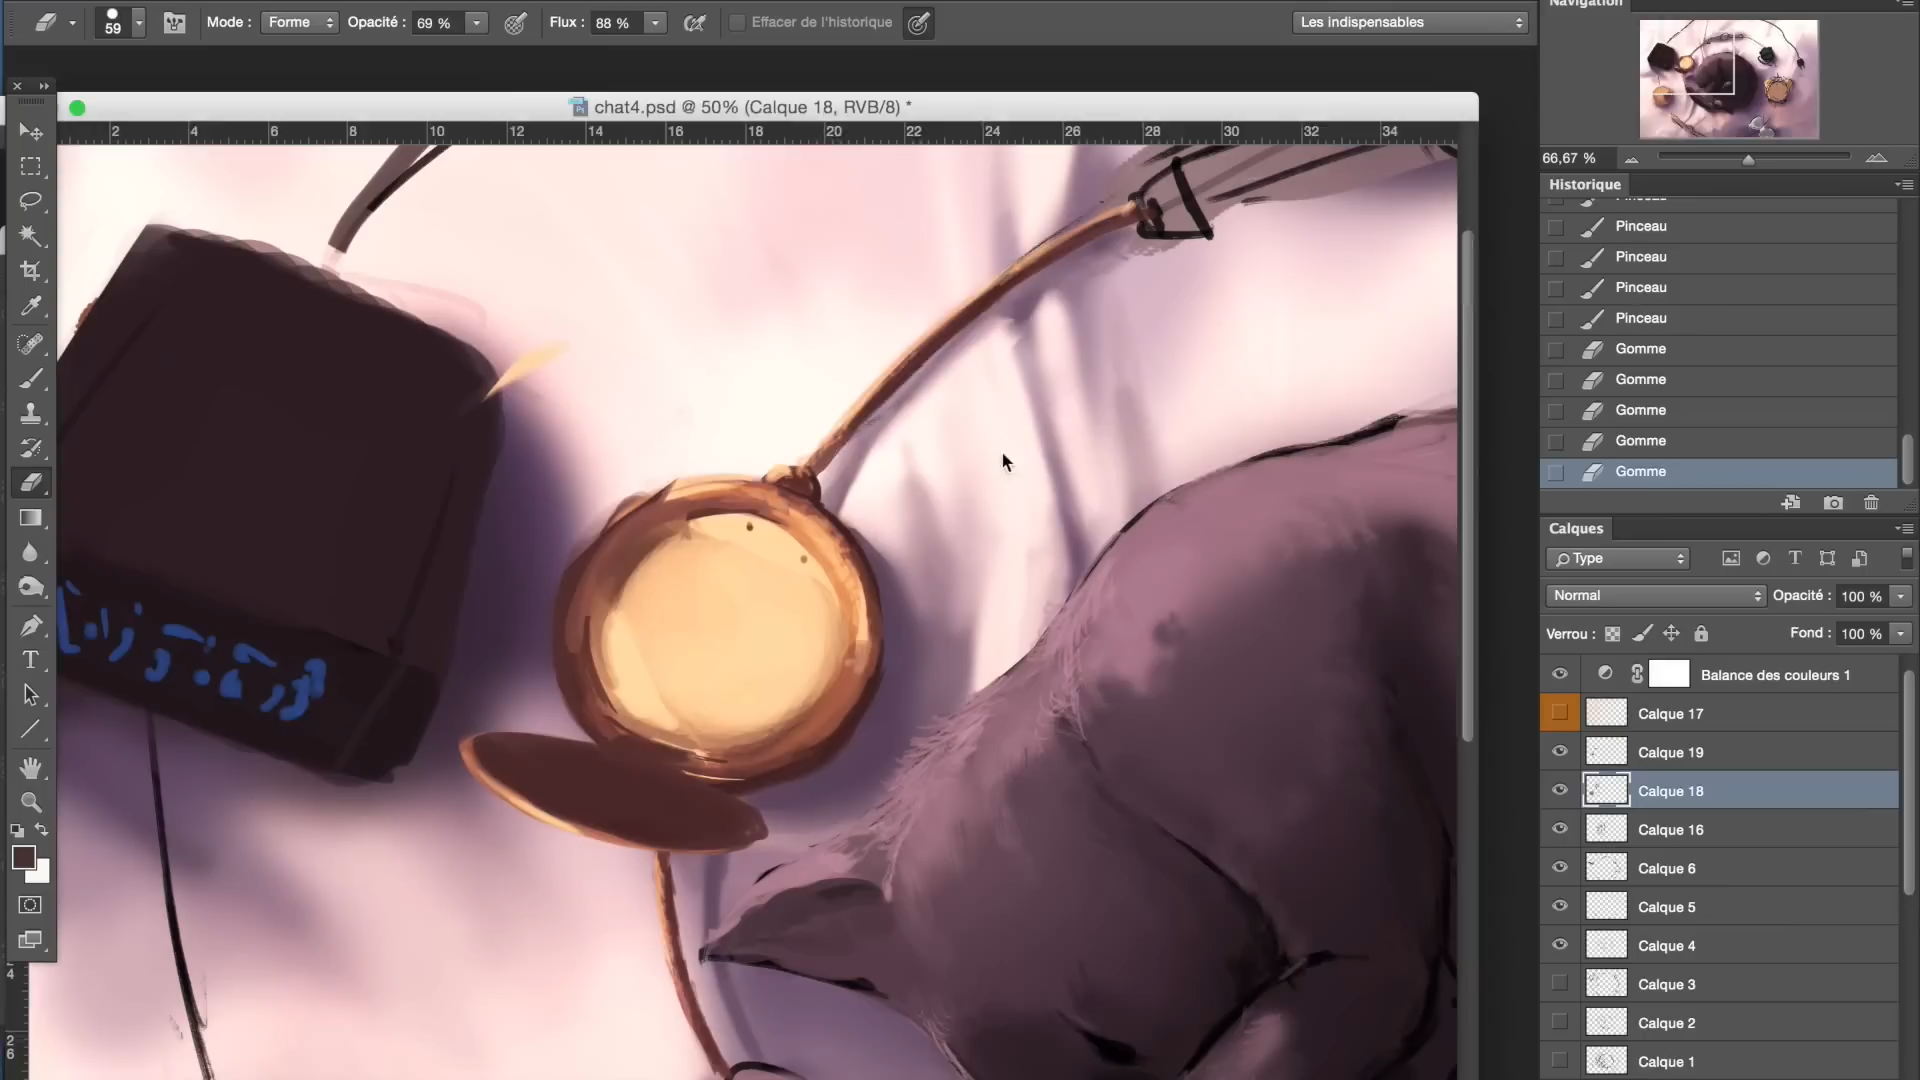 Navigation
59
Mode :
Forme
Opacité :
69 %
Flux :
88 %
Effacer de l'historique
Les indispensables
chat4.psd @ 50% (Calque 18, RVB/8) *
2 4 6 8 10 12 14 16 18 20 22 24 26 28 30 32 34
66,67 %
Historique
Pinceau
Pinceau
Pinceau
Pinceau
Gomme
Gomme
Gomme
Gomme
Gomme
Calques
Type
Normal
Opacité :
100 %
Verrou :
Fond :
100 %
Balance des couleurs 1
Calque 17
Calque 19
Calque 18
Calque 16
Calque 6
Calque 5
Calque 4
Calque 3
Calque 2
Calque 1